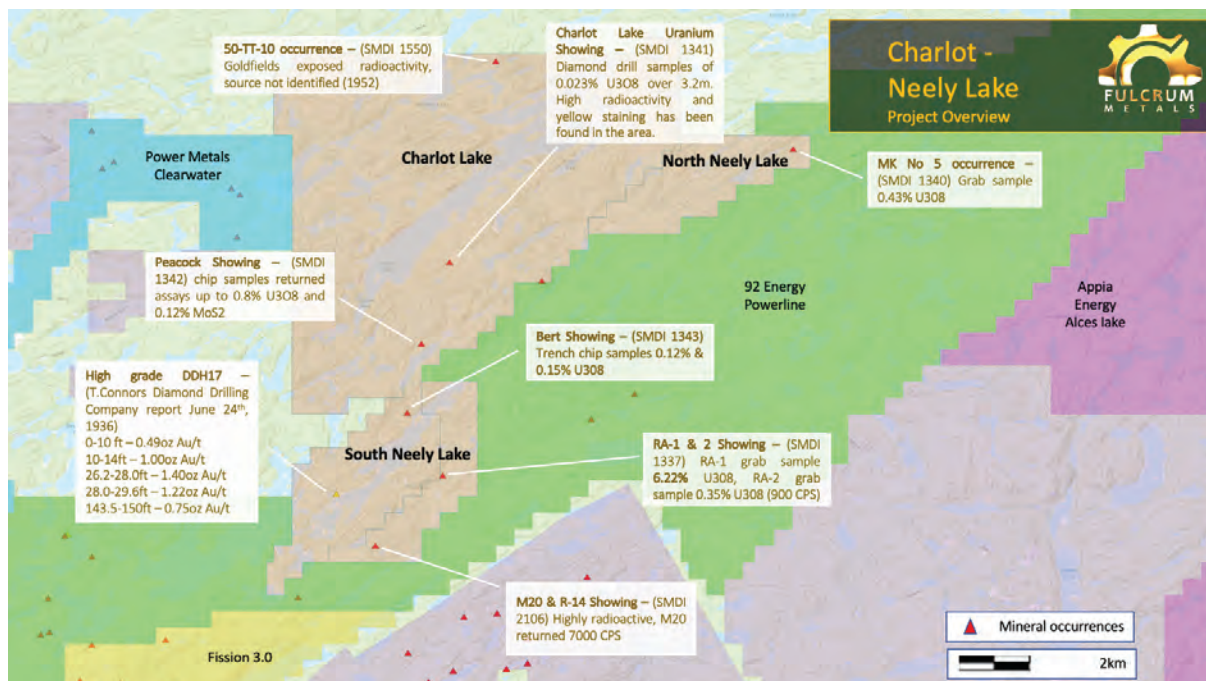 50-TT-10 occurrence – (SMDI 1550)
Goldfields exposed radioactivity,
source not identified (1952)
Charlot Lake Uranium
Showing – (SMDI 1341)
Diamond drill samples of
0.023% U3O8 over 3.2m.
High radioactivity and
yellow staining has been
found in the area.
Charlot -
Neely Lake
Project Overview
FULCRUM
METALS
Power Metals
Clearwater
Charlot Lake
North Neely Lake
MK No 5 occurrence –
(SMDI 1340) Grab sample
0.43% U308
Peacock Showing – (SMDI
1342) chip samples returned
assays up to 0.8% U3O8 and
0.12% MoS2
92 Energy
Powerline
Appia
Energy
Alces lake
Bert Showing – (SMDI 1343)
Trench chip samples 0.12% &
0.15% U308
High grade DDH17 –
(T.Connors Diamond Drilling
Company report June 24th,
1936)
0-10 ft – 0.49oz Au/t
10-14ft – 1.00oz Au/t
26.2-28.0ft – 1.40oz Au/t
28.0-29.6ft – 1.22oz Au/t
143.5-150ft – 0.75oz Au/t
South Neely Lake
RA-1 & 2 Showing – (SMDI
1337) RA-1 grab sample
6.22% U308, RA-2 grab
sample 0.35% U308 (900 CPS)
M20 & R-14 Showing – (SMDI
2106) Highly radioactive, M20
returned 7000 CPS
Fission 3.0
Mineral occurrences
2km